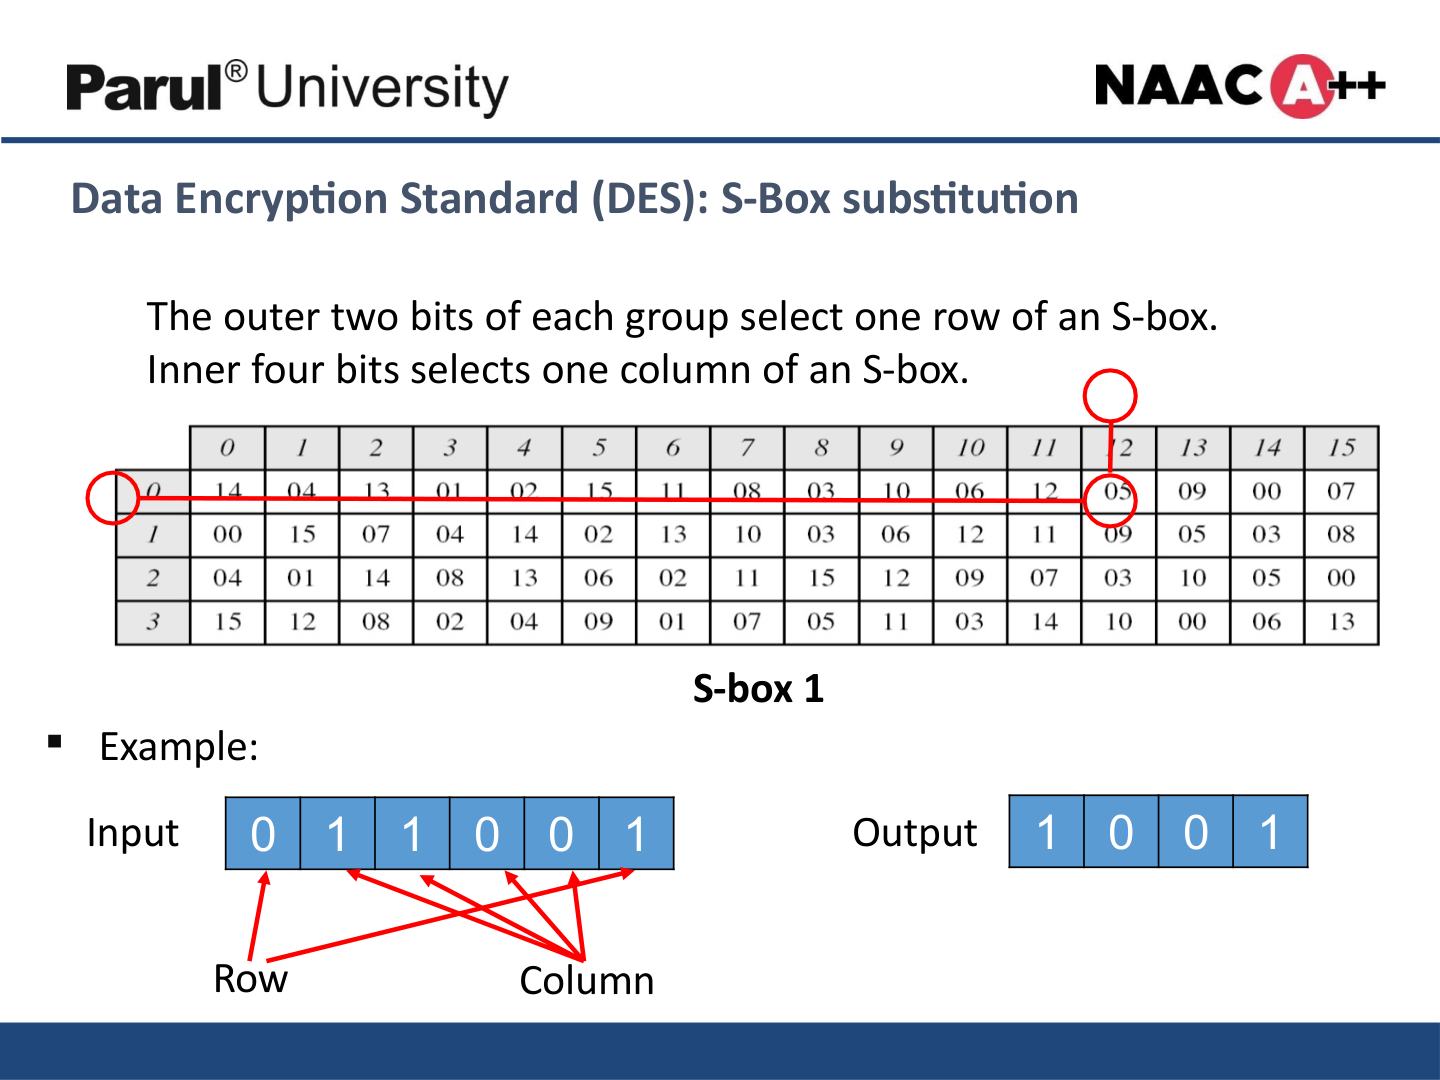 Parul® University
NAAC A++
Data Encryption Standard (DES): S-Box substitution
The outer two bits of each group select one row of an S-box.
Inner four bits selects one column of an S-box.
0 1 2 3 4 5 6 7 8 9 10 11 12 13 14 15
0 14 04 13 01 02 15 11 08 03 10 06 12 05 09 00 07
1 00 15 07 04 14 02 13 10 03 06 12 11 09 05 03 08
2 04 01 14 08 13 06 02 11 15 12 09 07 03 10 05 00
3 15 12 08 02 04 09 01 07 05 11 03 14 10 00 06 13
S-box 1
▪ Example:
Input 0 1 1 0 0 1 Output 1 0 0 1
Row Column